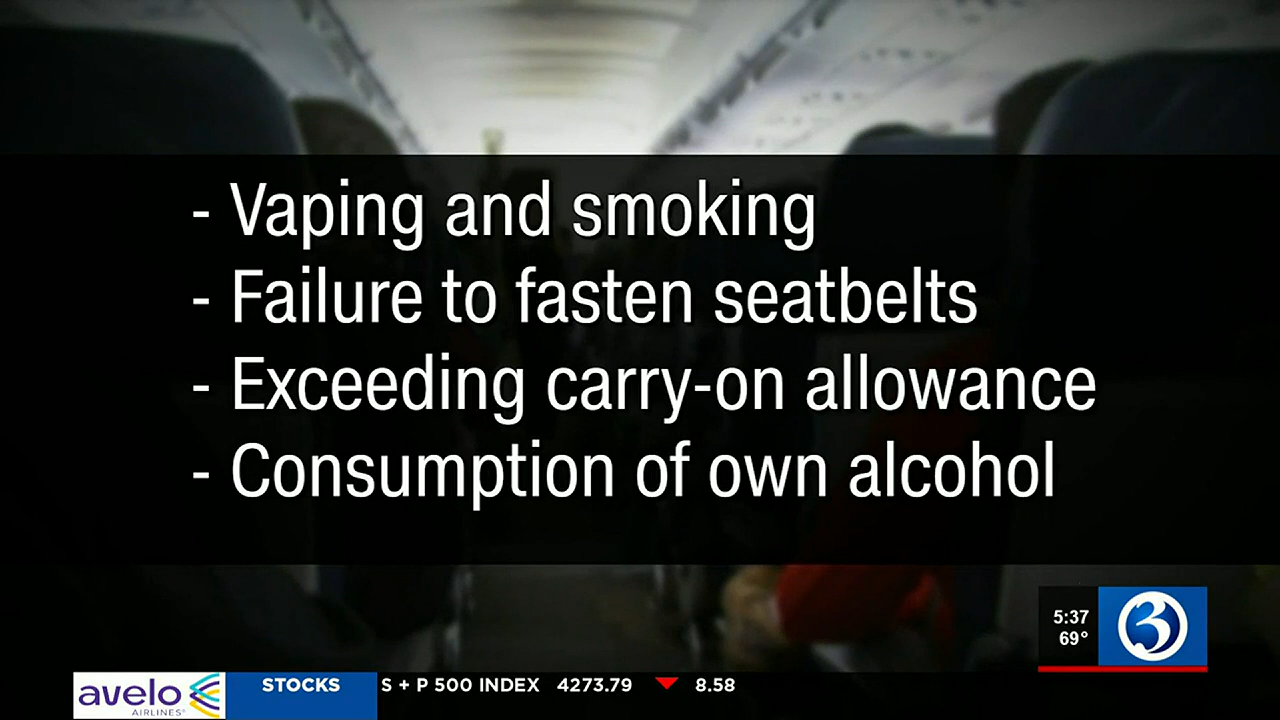 - Vaping and smoking
- Failure to fasten seatbelts
- Exceeding carry-on allowance
- Consumption of own alcohol
5:37
69°
3
avelo
AIRLINES®
STOCKS
S + P 500 INDEX 4273.79 ▼ 8.58